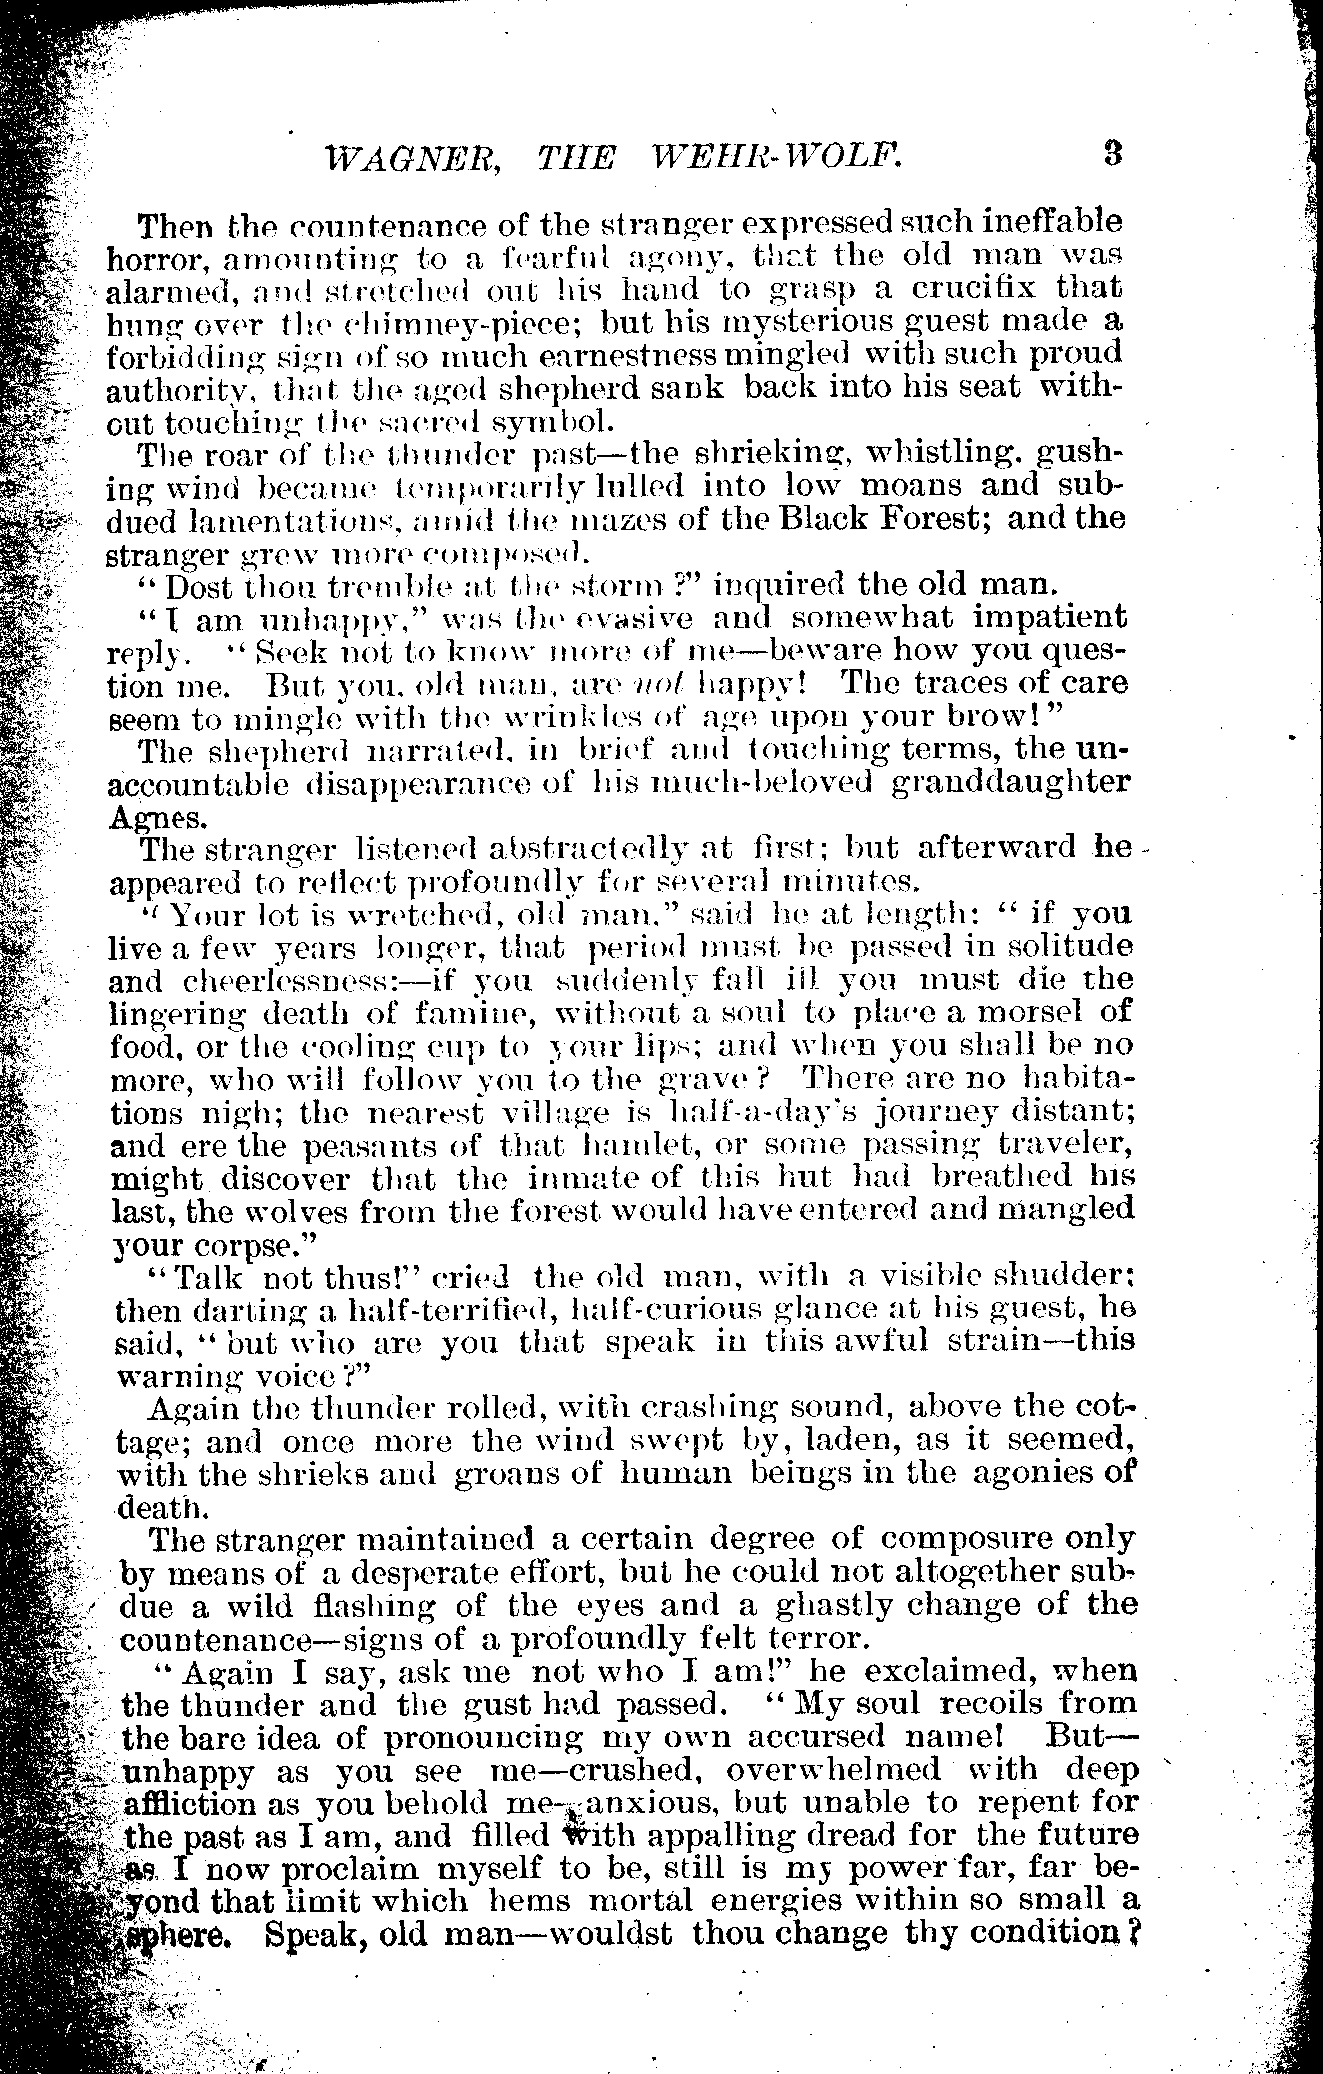 WAGNER, THE WEHR-WOLF. 3
Then the countenance of the stranger expressed such ineffable
horror, amounting to a fearful agony, that the old man was
alarmed, and stretched out his hand to grasp a crucifix that
hung over the chimney-piece; but his mysterious guest made a
forbidding sign of so much earnestness mingled with such proud
authority, that the aged shepherd sank back into his seat with-
out touching the sacred symbol.
The roar of the thunder past—the shrieking, whistling, gush-
ing wind became temporarily lulled into low moans and sub-
dued lamentations, amid the mazes of the Black Forest; and the
stranger grew more composed.
"Dost thou tremble at the storm?" inquired the old man.
"I am unhappy," was the evasive and somewhat impatient
reply. "Seek not to know more of me—beware how you ques-
tion me. But you, old man, are not happy! The traces of care
seem to mingle with the wrinkles of age upon your brow!"
The shepherd narrated, in brief and touching terms, the un-
accountable disappearance of his much-beloved granddaughter
Agnes.
The stranger listened abstractedly at first; but afterward he
appeared to reflect profoundly for several minutes.
"Your lot is wretched, old man," said he at length: "if you
live a few years longer, that period must be passed in solitude
and cheerlessness:—if you suddenly fall ill you must die the
lingering death of famine, without a soul to place a morsel of
food, or the cooling cup to your lips; and when you shall be no
more, who will follow you to the grave? There are no habita-
tions nigh; the nearest village is half-a-day's journey distant;
and ere the peasants of that hamlet, or some passing traveler,
might discover that the inmate of this hut had breathed his
last, the wolves from the forest would have entered and mangled
your corpse."
"Talk not thus!" cried the old man, with a visible shudder;
then darting a half-terrified, half-curious glance at his guest, he
said, "but who are you that speak in this awful strain—this
warning voice?"
Again the thunder rolled, with crashing sound, above the cot-
tage; and once more the wind swept by, laden, as it seemed,
with the shrieks and groans of human beings in the agonies of
death.
The stranger maintained a certain degree of composure only
by means of a desperate effort, but he could not altogether sub-
due a wild flashing of the eyes and a ghastly change of the
countenance—signs of a profoundly felt terror.
"Again I say, ask me not who I am!" he exclaimed, when
the thunder and the gust had passed. "My soul recoils from
the bare idea of pronouncing my own accursed name! But—
unhappy as you see me—crushed, overwhelmed with deep
affliction as you behold me—anxious, but unable to repent for
the past as I am, and filled with appalling dread for the future
as I now proclaim myself to be, still is my power far, far be-
yond that limit which hems mortal energies within so small a
sphere. Speak, old man—wouldst thou change thy condition?